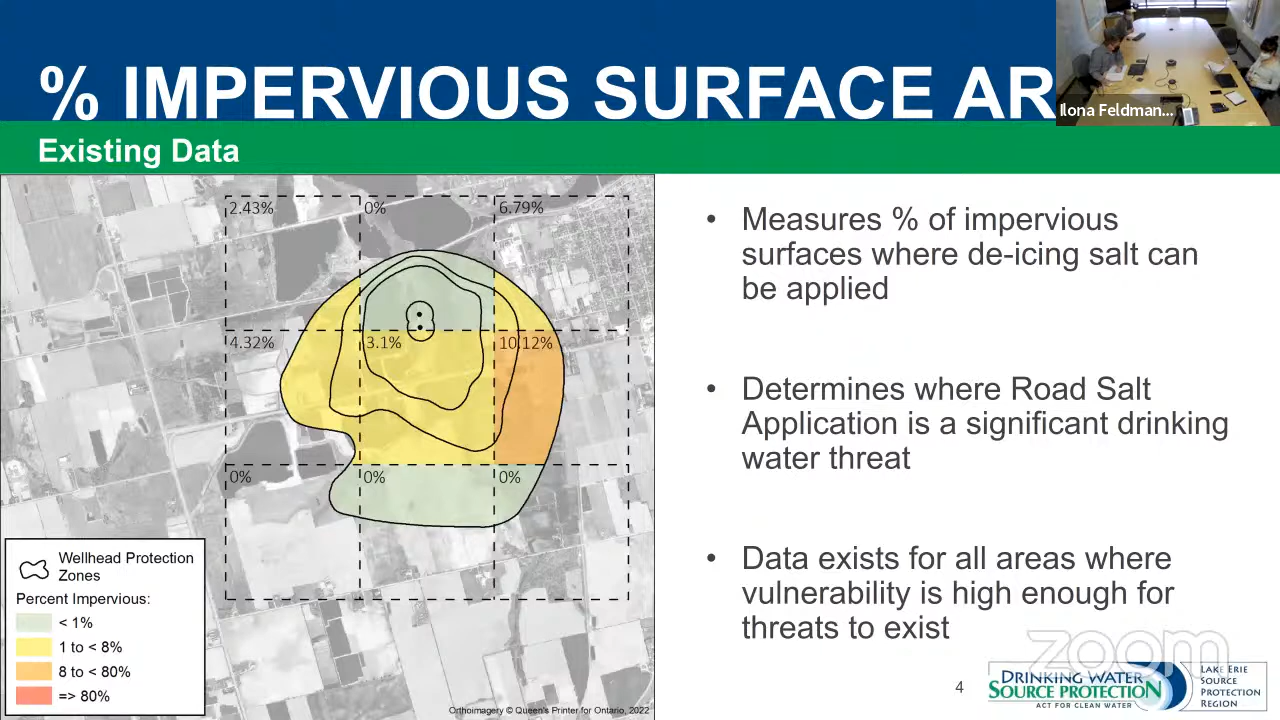 % IMPERVIOUS SURFACE AR
Ilona Feldman...
Existing Data
2.43%
0%
6.79%
4.32%
3.1%
10.12%
0%
0%
0%
Wellhead Protection
Zones
Percent Impervious:
< 1%
1 to < 8%
8 to < 80%
=> 80%
Orthoimagery © Queen's Printer for Ontario, 2022
• Measures % of impervious
surfaces where de-icing salt can
be applied
• Determines where Road Salt
Application is a significant drinking
water threat
• Data exists for all areas where
vulnerability is high enough for
threats to exist
zoom
4
DRINKING WATER
SOURCE PROTECTION
ACT FOR CLEAN WATER
LAKE ERIE
SOURCE
PROTECTION
REGION